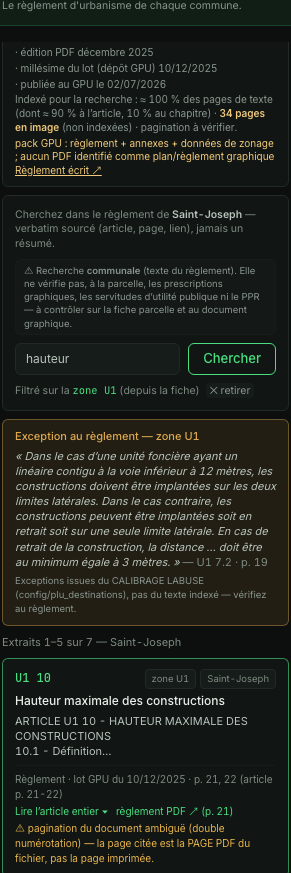 Le règlement d'urbanisme de chaque commune.
· édition PDF décembre 2025
· millésime du lot (dépôt GPU) 10/12/2025
· publiée au GPU le 02/07/2026
Indexé pour la recherche : ≈ 100 % des pages de texte
(dont ≈ 90 % à l'article, 10 % au chapitre) · 34 pages
en image (non indexées) · pagination à vérifier.
pack GPU : règlement + annexes + données de zonage
; aucun PDF identifié comme plan/règlement graphique
Règlement écrit ↗
Cherchez dans le règlement de Saint-Joseph —
verbatim sourcé (article, page, lien), jamais un
résumé.
⚠ Recherche communale (texte du règlement). Elle
ne vérifie pas, à la parcelle, les prescriptions
graphiques, les servitudes d'utilité publique ni le PPR
— à contrôler sur la fiche parcelle et au document
graphique.
hauteur
Chercher
Filtré sur la zone U1 (depuis la fiche) ✕ retirer
Exception au règlement — zone U1
« Dans le cas d'une unité foncière ayant un
linéaire contigu à la voie inférieur à 12 mètres, les
constructions doivent être implantées sur les deux
limites latérales. Dans le cas contraire, les
constructions peuvent être implantées soit en
retrait soit sur une seule limite latérale. En cas de
retrait de la construction, la distance ... doit être
au minimum égale à 3 mètres. » — U1 7.2 · p. 19
Exceptions issues du CALIBRAGE LABUSE
(config/plu_destinations), pas du texte indexé — vérifiez
au règlement.
Extraits 1–5 sur 7 — Saint-Joseph
U1 10
zone U1
Saint-Joseph
Hauteur maximale des constructions
ARTICLE U1 10 - HAUTEUR MAXIMALE DES
CONSTRUCTIONS
10.1 - Définition...
Règlement · lot GPU du 10/12/2025 · p. 21, 22 (article
p. 21-22)
Lire l'article entier ▾ règlement PDF ↗ (p. 21)
⚠ pagination du document ambiguë (double
numérotation) — la page citée est la PAGE PDF du
fichier, pas la page imprimée.